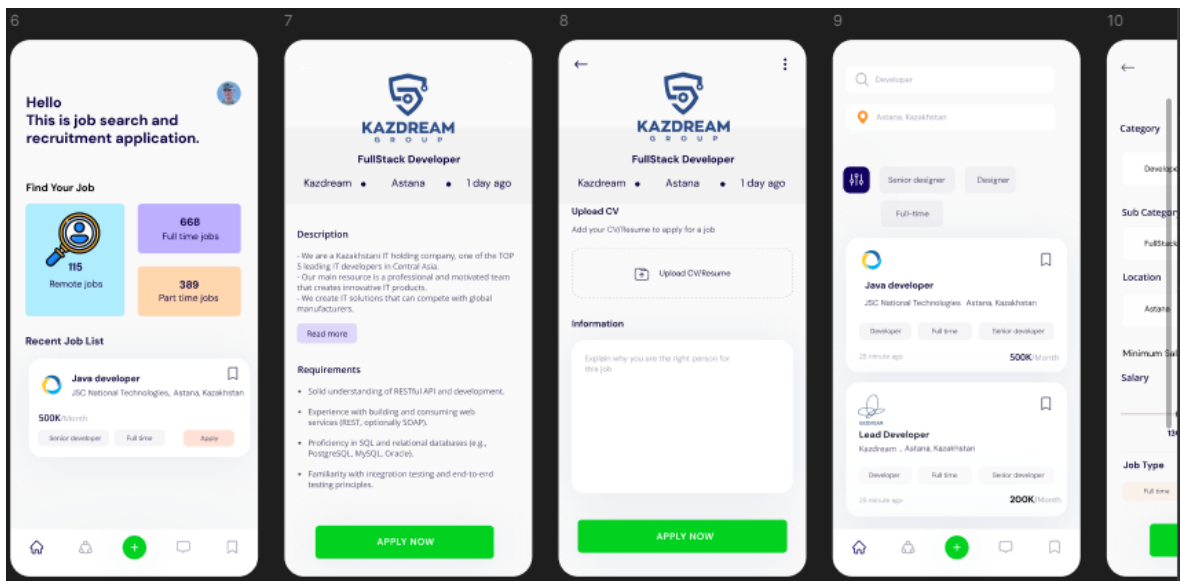 6
Hello
This is job search and
recruitment application.
Find Your Job
115
Remote jobs
668
Full time jobs
389
Part time jobs
Recent Job List
Java developer
JSC National Technologies, Astana, Kazakhstan
500K/Month
Senior developer
Full time
Apply
7
KAZDREAM
GROUP
FullStack Developer
Kazdream • Astana • 1 day ago
Description
- We are a Kazakhstani IT holding company, one of the TOP
5 leading IT developers in Central Asia.
- Our main resource is a professional and motivated team
that creates innovative IT products.
- We create IT solutions that can compete with global
manufacturers.
Read more
Requirements
• Solid understanding of RESTful API and development.
• Experience with building and consuming web
services (REST, optionally SOAP).
• Proficiency in SQL and relational databases (e.g.,
PostgreSQL, MySQL, Oracle).
• Familiarity with integration testing and end-to-end
testing principles.
APPLY NOW
8
KAZDREAM
GROUP
FullStack Developer
Kazdream • Astana • 1 day ago
Upload CV
Add your CV/Resume to apply for a job
Upload CV/Resume
Information
Explain why you are the right person for
this job
APPLY NOW
9
Developer
Astana, Kazakhstan
Senior designer
Designer
Full-time
Java developer
JSC National Technologies Astana, Kazakhstan
Developer
Full time
Senior developer
25 minute ago
500K/Month
KAZDREAM
Lead Developer
Kazdream , Astana, Kazakhstan
Developer
Full time
Senior developer
25 minute ago
200K/Month
10
Category
Develope
Sub Categor
FullStack
Location
Astana
Minimum Sal
Salary
13
Job Type
Full time